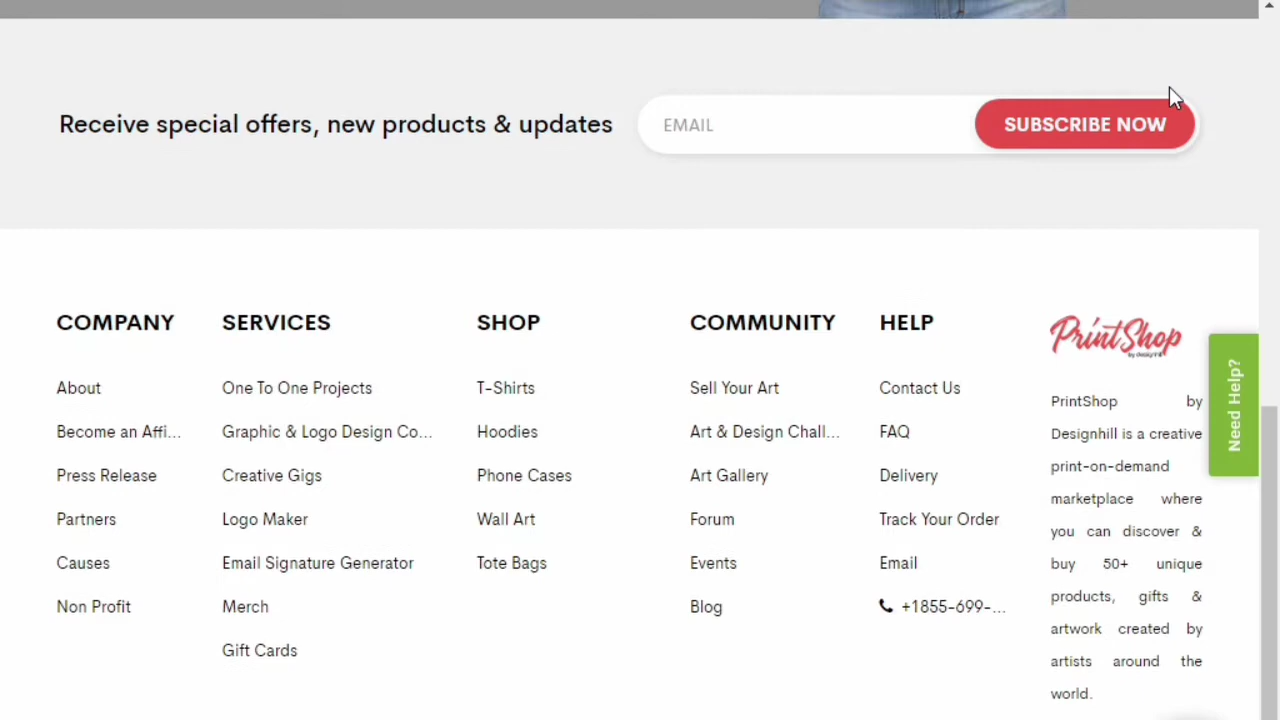 Receive special offers, new products & updates
EMAIL
SUBSCRIBE NOW
COMPANY
About
Become an Affi...
Press Release
Partners
Causes
Non Profit
SERVICES
One To One Projects
Graphic & Logo Design Co...
Creative Gigs
Logo Maker
Email Signature Generator
Merch
Gift Cards
SHOP
T-Shirts
Hoodies
Phone Cases
Wall Art
Tote Bags
COMMUNITY
Sell Your Art
Art & Design Chall...
Art Gallery
Forum
Events
Blog
HELP
Contact Us
FAQ
Delivery
Track Your Order
Email
+1855-699-...
PrintShop
by designhill
PrintShop by
Designhill is a creative
print-on-demand
marketplace where
you can discover &
buy 50+ unique
products, gifts &
artwork created by
artists around the
world.
Need Help?